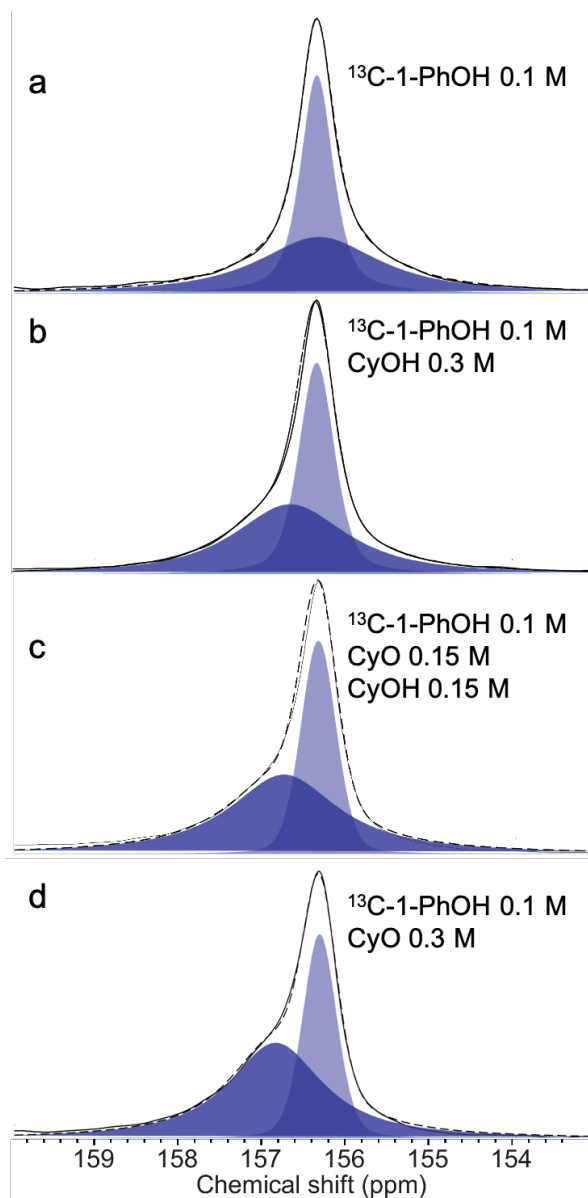 a
¹³C-1-PhOH 0.1 M
b
¹³C-1-PhOH 0.1 M
CyOH 0.3 M
c
¹³C-1-PhOH 0.1 M
CyO 0.15 M
CyOH 0.15 M
d
¹³C-1-PhOH 0.1 M
CyO 0.3 M
159 158 157 156 155 154
Chemical shift (ppm)